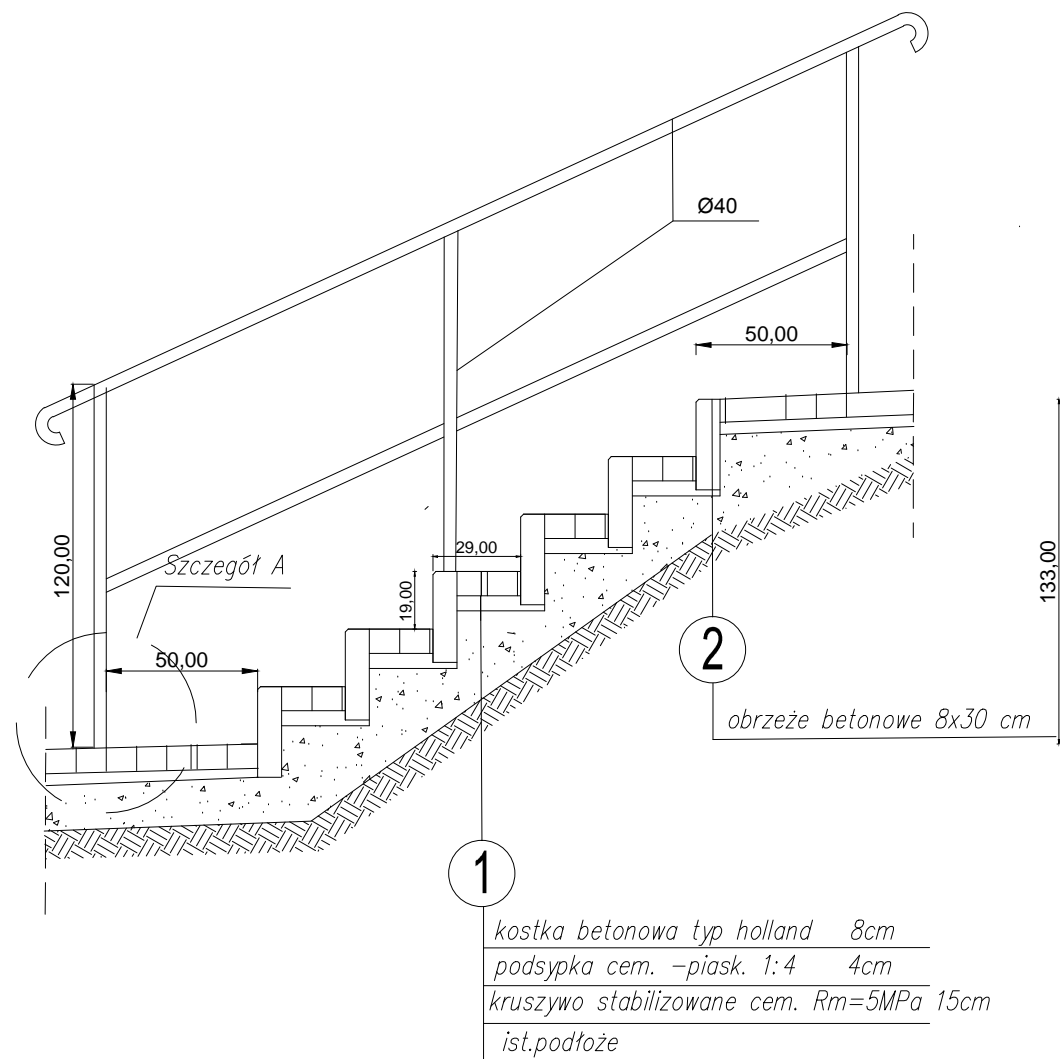 Ø40
50,00
120,00
Szczegół A
29,00
19,00
133,00
50,00
2
obrzeże betonowe 8x30 cm
1
kostka betonowa typ holland 8cm
podsypka cem. -piask. 1:4 4cm
kruszywo stabilizowane cem. Rm=5MPa 15cm
ist.podłoże